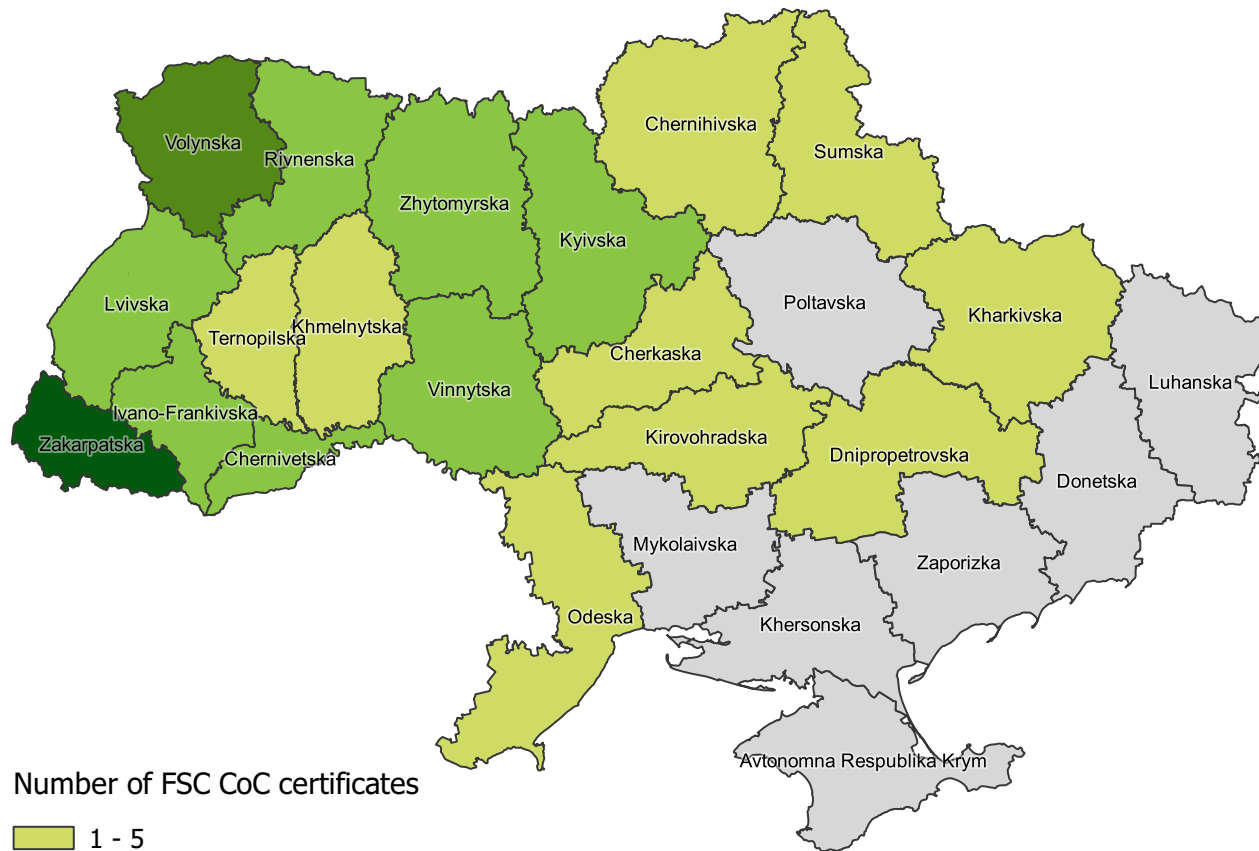 Chernihivska
Volynska
Sumska
Rivnenska
Zhytomyrska
Kyivska
Lvivska
Poltavska
Kharkivska
Ternopilska
Khmelnytska
Cherkaska
Luhanska
Vinnytska
Ivano-Frankivska
Kirovohradska
Zakarpatska
Chernivetska
Dnipropetrovska
Donetska
Mykolaivska
Zaporizka
Odeska
Khersonska
Avtonomna Respublika Krym
Number of FSC CoC certificates
1 - 5